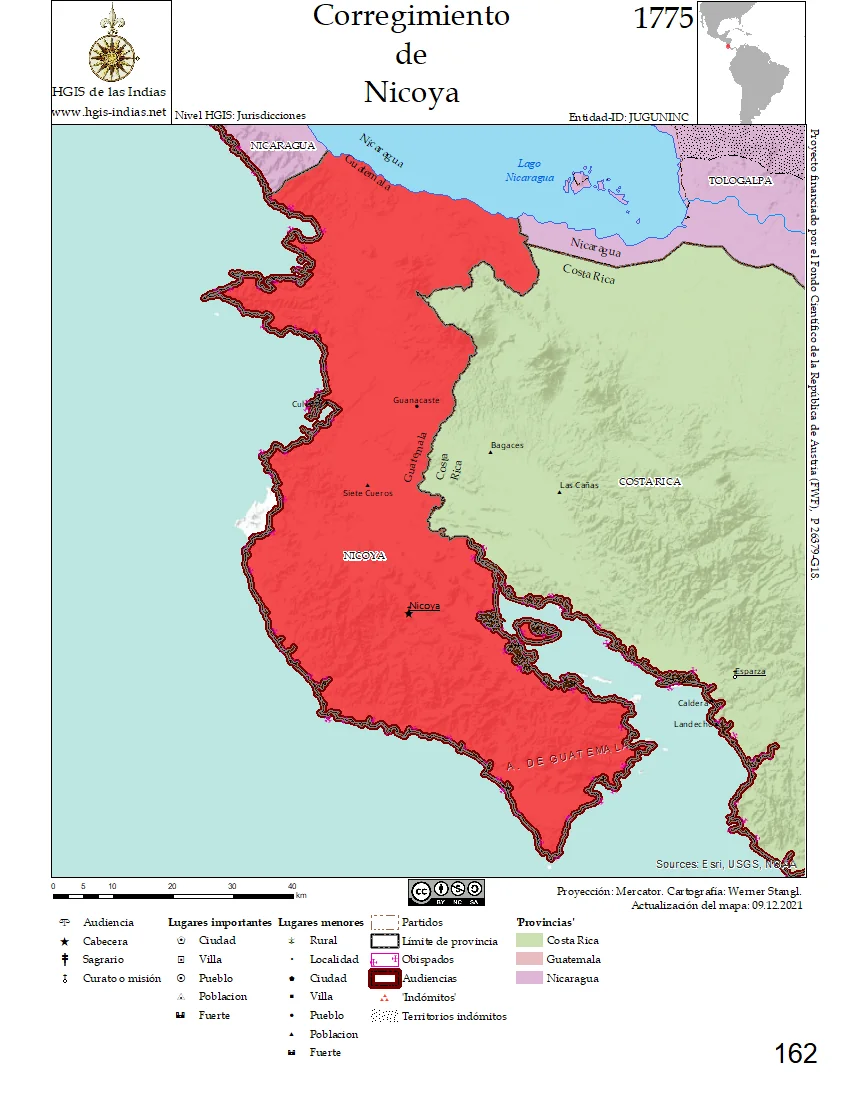 Corregimiento
de
Nicoya
1775
HGIS de las Indias
www.hgis-indias.net
Nivel HGIS: Jurisdicciones
Entidad-ID: JUGUNINC
NICARAGUA
Nicaragua
Guatemala
Lago
Nicaragua
TOLOGALPA
Nicaragua
Costa Rica
Guanacaste
Guatemala
Costa
Rica
Bagaces
Las Cañas
COSTA RICA
Siete Cueros
NICOYA
Nicoya
Esparza
Caldera
Landecho
A. DE GUATEMALA
Sources: Esri, USGS, NOAA
Proyecto financiado por el Fondo Científico de la República de Austria (FWF), P 26379-G18.
0 5 10 20 30 40
km
CC BY NC SA
Proyección: Mercator. Cartografía: Werner Stangl.
Actualización del mapa: 09.12.2021
Audiencia
Cabecera
Sagrario
Curato o misión
Lugares importantes
Ciudad
Villa
Pueblo
Poblacion
Fuerte
Lugares menores
Rural
Localidad
Ciudad
Villa
Pueblo
Poblacion
Fuerte
Partidos
Límite de provincia
Obispados
Audiencias
'Indómitos'
Territorios indómitos
'Provincias'
Costa Rica
Guatemala
Nicaragua
162